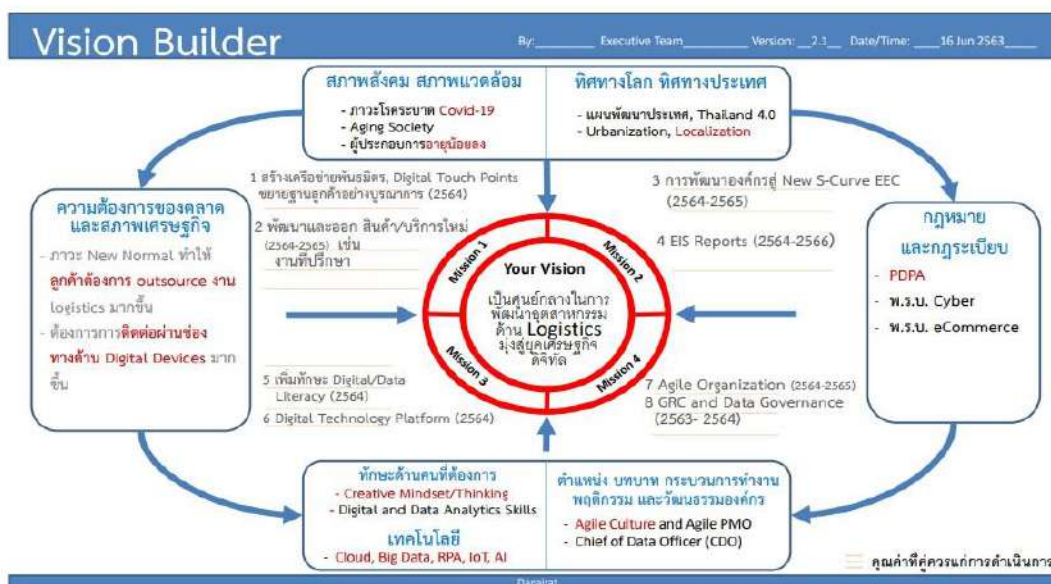 Vision Builder
By:________ Executive Team________ Version: __2.1__ Date/Time: ____16 Jun 2563_____
สภาพสังคม สภาพแวดล้อม
- ภาวะโรคระบาด Covid-19
- Aging Society
- ผู้ประกอบการอายุน้อยลง
ทิศทางโลก ทิศทางประเทศ
- แผนพัฒนาประเทศ, Thailand 4.0
- Urbanization, Localization
1 สร้างเครือข่ายพันธมิตร, Digital Touch Points
ขยายฐานลูกค้าอย่างบูรณาการ (2564)
2 พัฒนาและออก สินค้า/บริการใหม่
(2564-2565) เช่น
งานที่ปรึกษา
3 การพัฒนาองค์กรสู่ New S-Curve EEC
(2564-2565)
4 EIS Reports (2564-2566)
ความต้องการของตลาด
และสภาพเศรษฐกิจ
- ภาวะ New Normal ทำให้
ลูกค้าต้องการ outsource งาน
logistics มากขึ้น
- ต้องการการติดต่อผ่านช่อง
ทางด้าน Digital Devices มาก
ขึ้น
Mission 1
Mission 2
Mission 3
Mission 4
Your Vision
เป็นศูนย์กลางในการ
พัฒนาอุตสาหกรรม
ด้าน Logistics
มุ่งสู่ยุคเศรษฐกิจ
ดิจิทัล
กฎหมาย
และกฎระเบียบ
- PDPA
- พ.ร.บ. Cyber
- พ.ร.บ. eCommerce
5 เพิ่มทักษะ Digital/Data
Literacy (2564)
6 Digital Technology Platform (2564)
7 Agile Organization (2564-2565)
8 GRC and Data Governance
(2563- 2564)
ทักษะด้านคนที่ต้องการ
- Creative Mindset/Thinking
- Digital and Data Analytics Skills
เทคโนโลยี
- Cloud, Big Data, RPA, IoT, AI
ตำแหน่ง บทบาท กระบวนการทำงาน
พฤติกรรม และวัฒนธรรมองค์กร
- Agile Culture and Agile PMO
- Chief of Data Officer (CDO)
คุณค่าที่คู่ควรแก่การดำเนินการ
Danairat